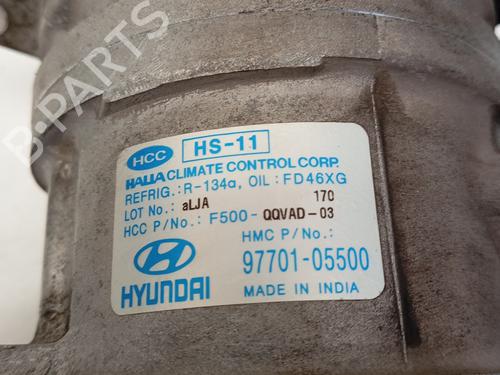 HCC HS-11
HALLA CLIMATE CONTROL CORP.
REFRIG.: R-134a, OIL: FD46XG
LOT No.: aLJA 170
HCC P/No.: F500-QQVAD-03
HMC P/No.:
97701-05500
HYUNDAI
MADE IN INDIA
B-PARTS